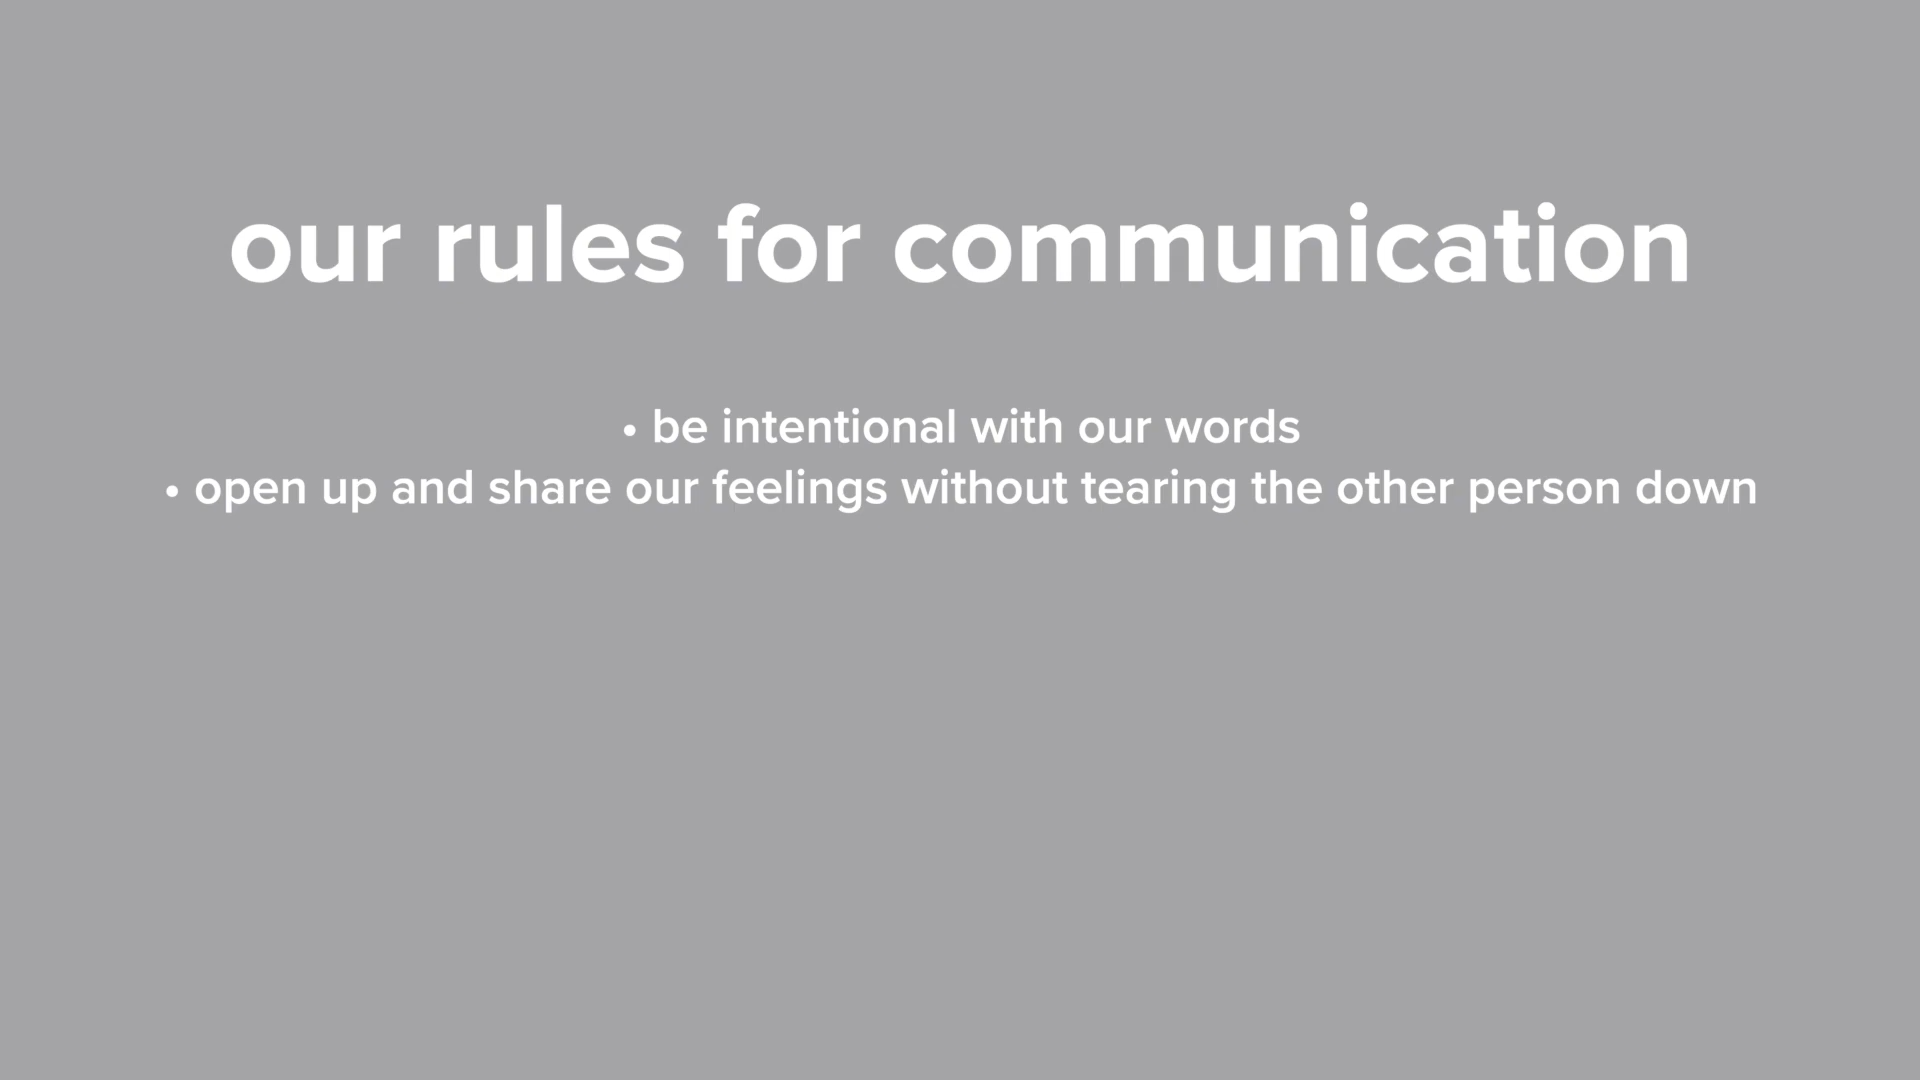 our rules for communication
• be intentional with our words
• open up and share our feelings without tearing the other person down